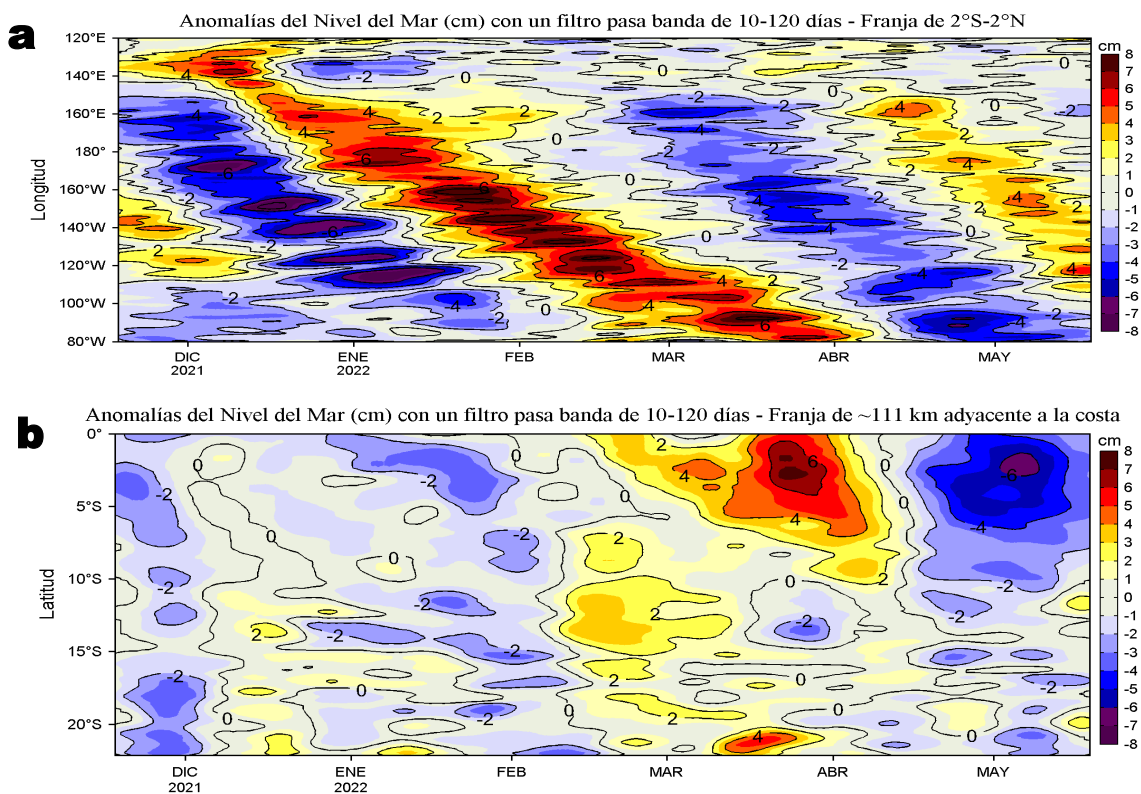 a
Anomalías del Nivel del Mar (cm) con un filtro pasa banda de 10-120 días - Franja de 2°S-2°N
120°E
140°E
160°E
180°
160°W
140°W
120°W
100°W
80°W
Longitud
DIC
2021
ENE
2022
FEB
MAR
ABR
MAY
cm
8
7
6
5
4
3
2
1
0
-1
-2
-3
-4
-5
-6
-7
-8
b
Anomalías del Nivel del Mar (cm) con un filtro pasa banda de 10-120 días - Franja de ~111 km adyacente a la costa
0°
5°S
10°S
15°S
20°S
Latitud
DIC
2021
ENE
2022
FEB
MAR
ABR
MAY
cm
8
6
5
4
3
2
1
0
-1
-2
-3
-4
-5
-6
-7
-8